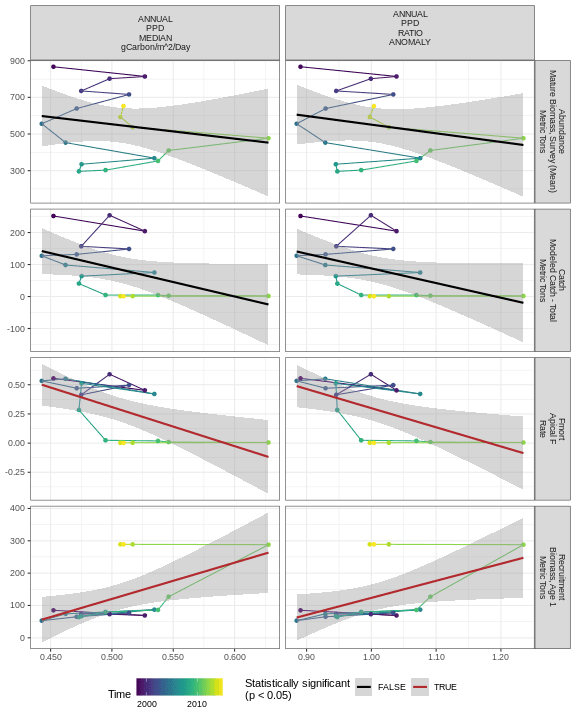 ANNUAL
PPD
MEDIAN
gCarbon/m^2/Day
ANNUAL
PPD
RATIO
ANOMALY
900
700
500
300
Abundance
Mature Biomass, Survey (Mean)
Metric Tons
200
100
0
-100
Catch
Modeled Catch - Total
Metric Tons
0.50
0.25
0.00
-0.25
Fmort
Apical F
Rate
400
300
200
100
0
Recruitment
Biomass, Age 1
Metric Tons
0.450
0.500
0.550
0.600
0.90
1.00
1.10
1.20
Time
2000
2010
Statistically significant
(p < 0.05)
FALSE
TRUE